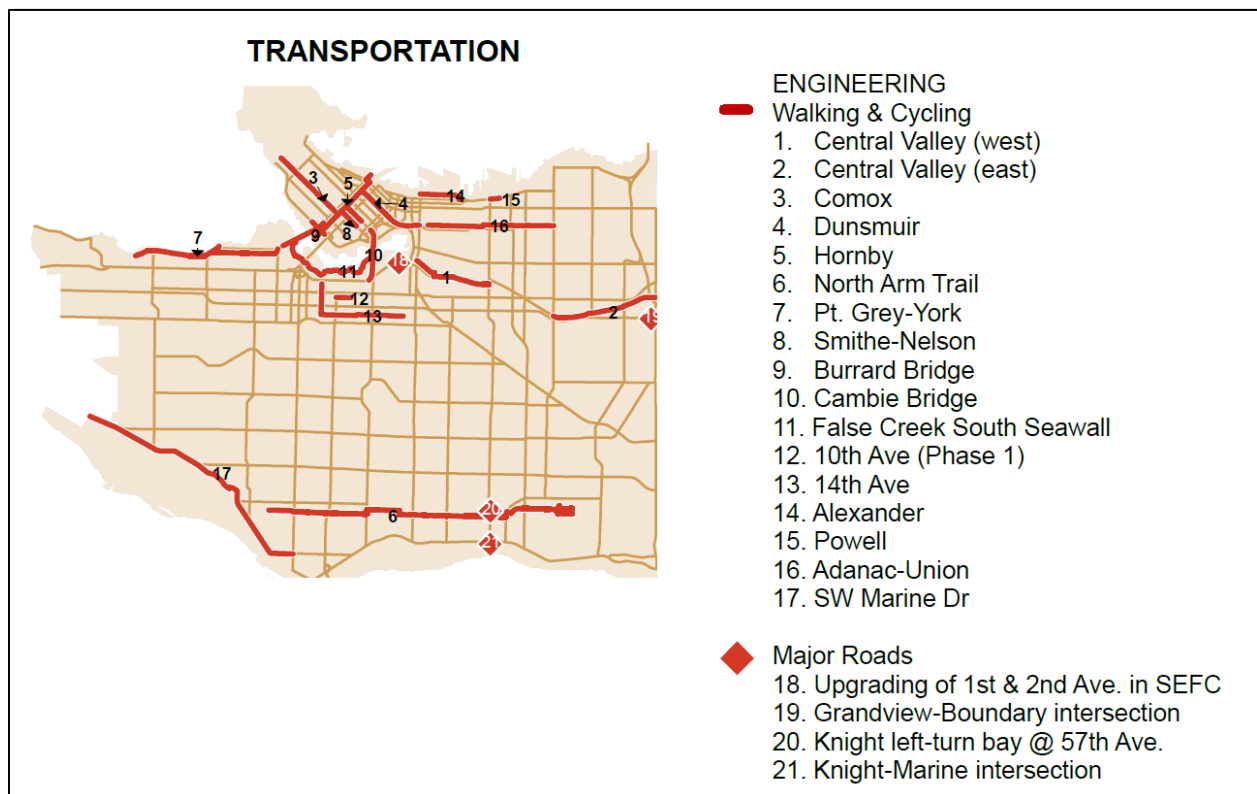 TRANSPORTATION
ENGINEERING
Walking & Cycling
1. Central Valley (west)
2. Central Valley (east)
3. Comox
4. Dunsmuir
5. Hornby
6. North Arm Trail
7. Pt. Grey-York
8. Smithe-Nelson
9. Burrard Bridge
10. Cambie Bridge
11. False Creek South Seawall
12. 10th Ave (Phase 1)
13. 14th Ave
14. Alexander
15. Powell
16. Adanac-Union
17. SW Marine Dr
Major Roads
18. Upgrading of 1st & 2nd Ave. in SEFC
19. Grandview-Boundary intersection
20. Knight left-turn bay @ 57th Ave.
21. Knight-Marine intersection
3
5
14
15
4
16
7
9
8
10
18
11
1
12
13
2
19
17
6
20
21